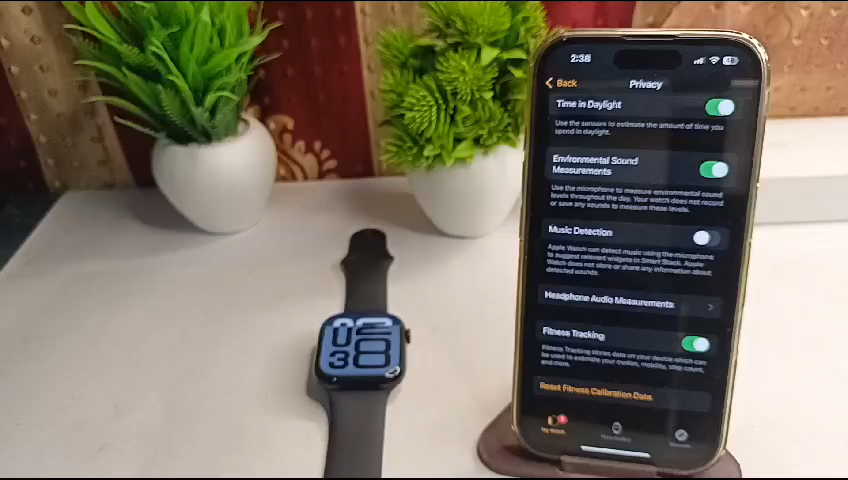 2:38
Back
Privacy
Time in Daylight
Use the sensors to estimate the amount of time you
spend in daylight.
Environmental Sound
Measurements
Use the microphone to measure environmental sound
levels throughout the day. Your watch does not record
or save any sounds to measure these levels.
Music Detection
Apple Watch can detect music using the microphone
to suggest relevant widgets in Smart Stack. Apple
Watch does not store or share any information about
detected sounds.
Headphone Audio Measurements
Fitness Tracking
Fitness Tracking stores data on your device which can
be used to estimate your motion, mobility, step count,
and more.
Reset Fitness Calibration Data
My Watch
02
38